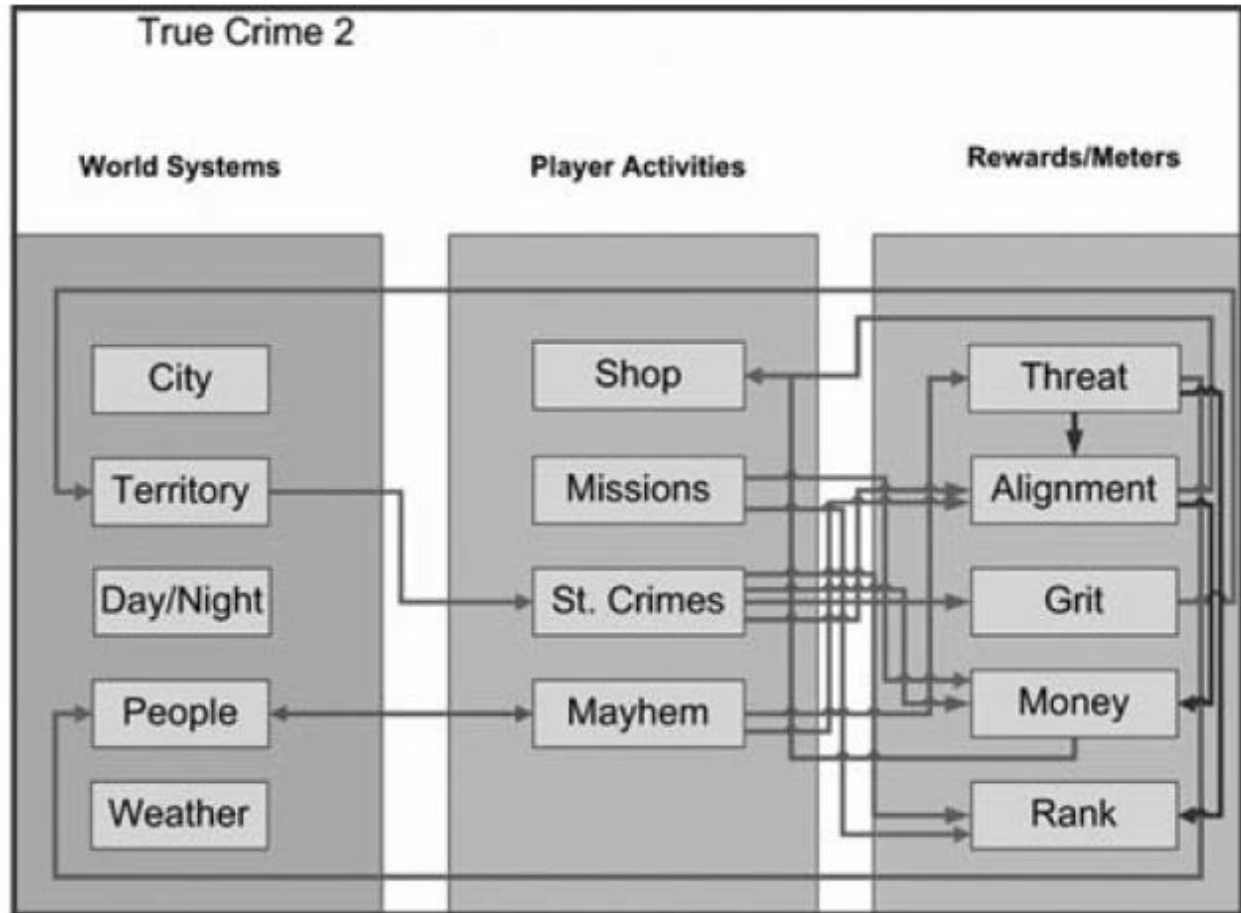 True Crime 2
World Systems
Player Activities
Rewards/Meters
City
Territory
Day/Night
People
Weather
Shop
Missions
St. Crimes
Mayhem
Threat
Alignment
Grit
Money
Rank